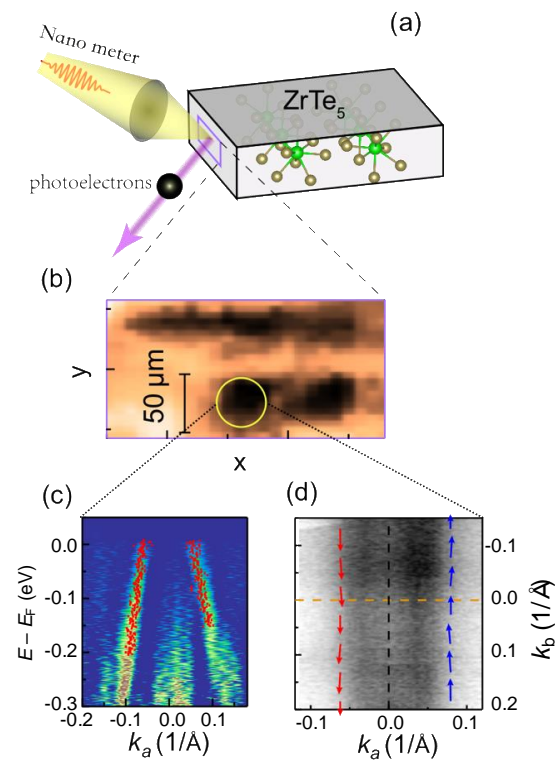 (a)
Nano meter
ZrTe5
photoelectrons
(b)
y
50 μm
x
(c)
(d)
E – EF (eV)
0.0
-0.1
-0.2
-0.3
-0.2 -0.1 0.0 0.1
ka (1/Å)
-0.1
0.0
0.1
0.2
kb (1/Å)
-0.1 0.0 0.1
ka (1/Å)